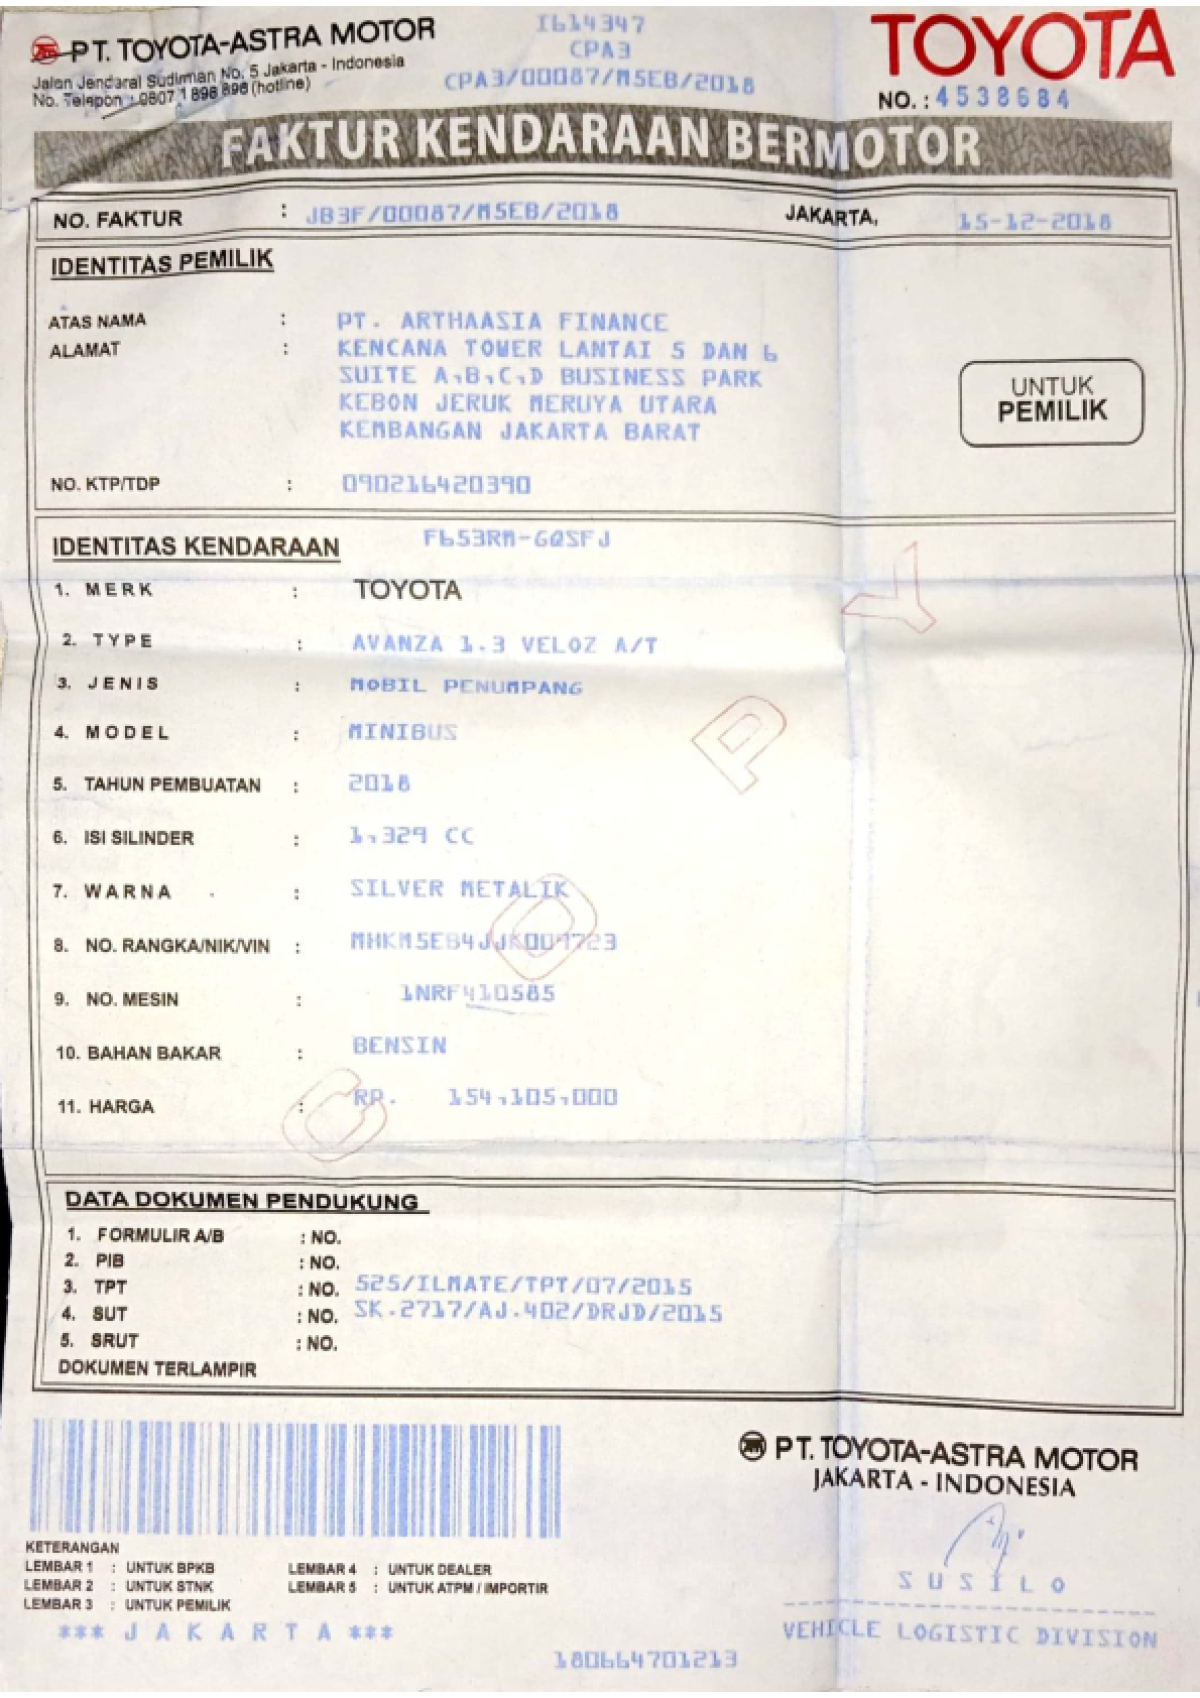 PT. TOYOTA-ASTRA MOTOR
Jalan Jendaral Sudirman No. 5 Jakarta - Indonesia
No. Telepon : 0807 1 898 898 (hotline)
I614347
CPA3
CPA3/00087/M5EB/2018
TOYOTA
NO. : 4538684
FAKTUR KENDARAAN BERMOTOR
NO. FAKTUR : JB3F/00087/M5EB/2018 JAKARTA, 15-12-2018
IDENTITAS PEMILIK
ATAS NAMA : PT. ARTHAASIA FINANCE
ALAMAT : KENCANA TOWER LANTAI 5 DAN 6
SUITE A,B,C,D BUSINESS PARK
KEBON JERUK MERUYA UTARA
KEMBANGAN JAKARTA BARAT
UNTUK
PEMILIK
NO. KTP/TDP : 090216420390
IDENTITAS KENDARAAN F653RM-GQSFJ
1. MERK : TOYOTA
2. TYPE : AVANZA 1.3 VELOZ A/T
3. JENIS : MOBIL PENUMPANG
4. MODEL : MINIBUS
5. TAHUN PEMBUATAN : 2018
6. ISI SILINDER : 1,329 CC
7. WARNA : SILVER METALIK
8. NO. RANGKA/NIK/VIN : MHKM5EB4JJK009723
9. NO. MESIN : 1NRF410585
10. BAHAN BAKAR : BENSIN
11. HARGA : RP. 154,105,000
COPY
DATA DOKUMEN PENDUKUNG
1. FORMULIR A/B : NO.
2. PIB : NO.
3. TPT : NO. 525/ILMATE/TPT/07/2015
4. SUT : NO. SK.2717/AJ.402/DRJD/2015
5. SRUT : NO.
DOKUMEN TERLAMPIR
PT. TOYOTA-ASTRA MOTOR
JAKARTA - INDONESIA
KETERANGAN
LEMBAR 1 : UNTUK BPKB LEMBAR 4 : UNTUK DEALER
LEMBAR 2 : UNTUK STNK LEMBAR 5 : UNTUK ATPM / IMPORTIR
LEMBAR 3 : UNTUK PEMILIK
*** J A K A R T A ***
S U S I L O
VEHICLE LOGISTIC DIVISION
180664701213